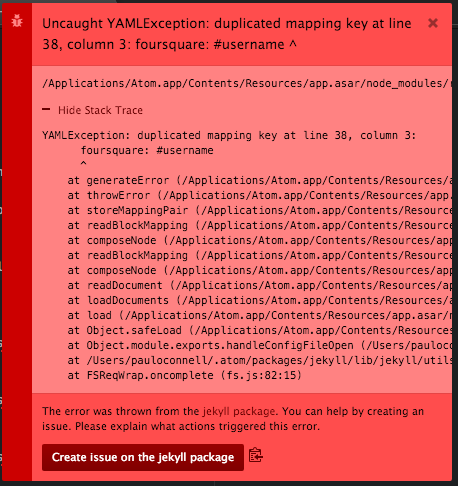 Uncaught YAMLException: duplicated mapping key at line
38, column 3: foursquare: #username ^
/Applications/Atom.app/Contents/Resources/app.asar/node_modules/
Hide Stack Trace
YAMLException: duplicated mapping key at line 38, column 3:
foursquare: #username
^
at generateError (/Applications/Atom.app/Contents/Resources/a
at throwError (/Applications/Atom.app/Contents/Resources/app.
at storeMappingPair (/Applications/Atom.app/Contents/Resource
at readBlockMapping (/Applications/Atom.app/Contents/Resource
at composeNode (/Applications/Atom.app/Contents/Resources/app
at readBlockMapping (/Applications/Atom.app/Contents/Resource
at composeNode (/Applications/Atom.app/Contents/Resources/app
at readDocument (/Applications/Atom.app/Contents/Resources/ap
at loadDocuments (/Applications/Atom.app/Contents/Resources/a
at load (/Applications/Atom.app/Contents/Resources/app.asar/n
at Object.safeLoad (/Applications/Atom.app/Contents/Resources
at Object.module.exports.handleConfigFileOpen (/Users/pauloco
at /Users/pauloconnell/.atom/packages/jekyll/lib/jekyll/utils
at FSReqWrap.oncomplete (fs.js:82:15)
The error was thrown from the jekyll package. You can help by creating an
issue. Please explain what actions triggered this error.
Create issue on the jekyll package